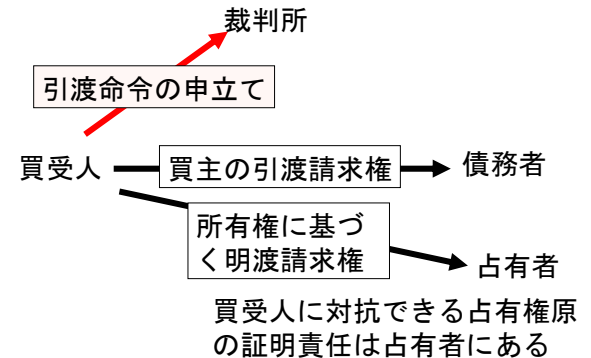 裁判所
引渡命令の申立て
買受人
買主の引渡請求権
債務者
所有権に基づ
く明渡請求権
占有者
買受人に対抗できる占有権原
の証明責任は占有者にある